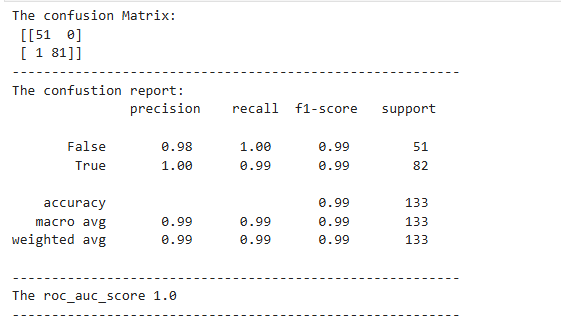 The confusion Matrix:
[[51  0]
[ 1 81]]
---------------------------------------------------------
The confustion report:
              precision    recall  f1-score   support

       False       0.98      1.00      0.99        51
        True       1.00      0.99      0.99        82

    accuracy                           0.99       133
   macro avg       0.99      0.99      0.99       133
weighted avg       0.99      0.99      0.99       133

---------------------------------------------------------
The roc_auc_score 1.0
---------------------------------------------------------